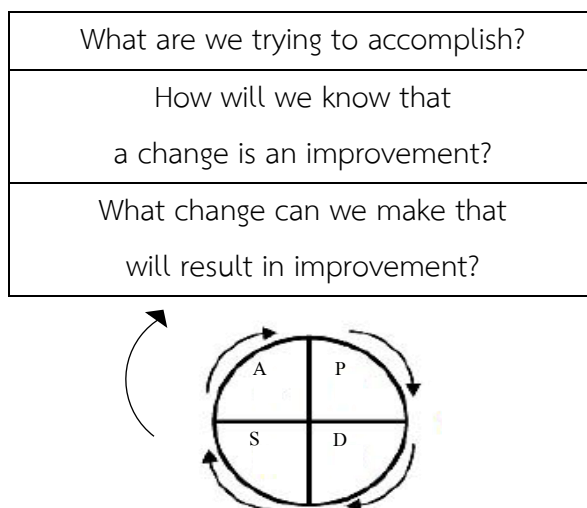 What are we trying to accomplish?
How will we know that
a change is an improvement?
What change can we make that
will result in improvement?
A P
S D